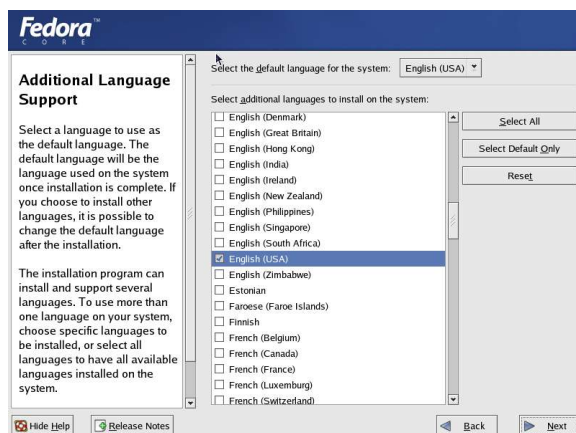 Fedora™
CORE
Additional Language
Support
Select a language to use as
the default language. The
default language will be the
language used on the system
once installation is complete. If
you choose to install other
languages, it is possible to
change the default language
after the installation.
The installation program can
install and support several
languages. To use more than
one language on your system,
choose specific languages to
be installed, or select all
languages to have all available
languages installed on the
system.
Select the default language for the system: English (USA)
Select additional languages to install on the system:
English (Denmark)
English (Great Britain)
English (Hong Kong)
English (India)
English (Ireland)
English (New Zealand)
English (Philippines)
English (Singapore)
English (South Africa)
English (USA)
English (Zimbabwe)
Estonian
Faroese (Faroe Islands)
Finnish
French (Belgium)
French (Canada)
French (France)
French (Luxemburg)
French (Switzerland)
Select All
Select Default Only
Reset
Hide Help
Release Notes
Back
Next